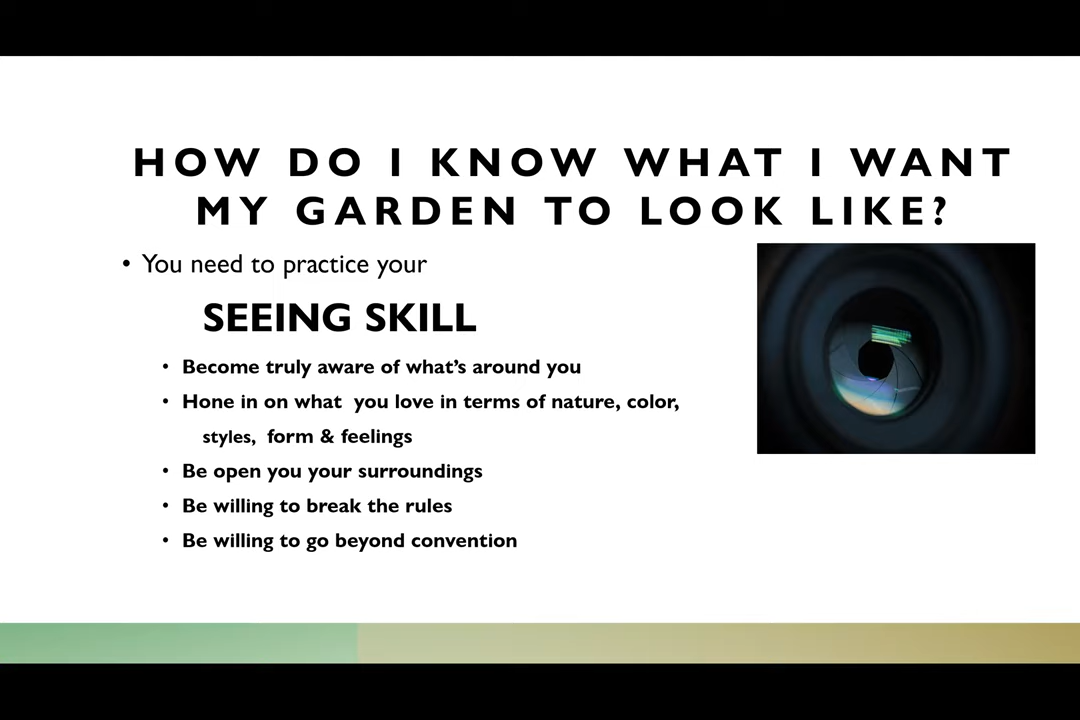 HOW DO I KNOW WHAT I WANT
MY GARDEN TO LOOK LIKE?
• You need to practice your
SEEING SKILL
• Become truly aware of what's around you
• Hone in on what  you love in terms of nature, color,
styles,  form & feelings
• Be open you your surroundings
• Be willing to break the rules
• Be willing to go beyond convention